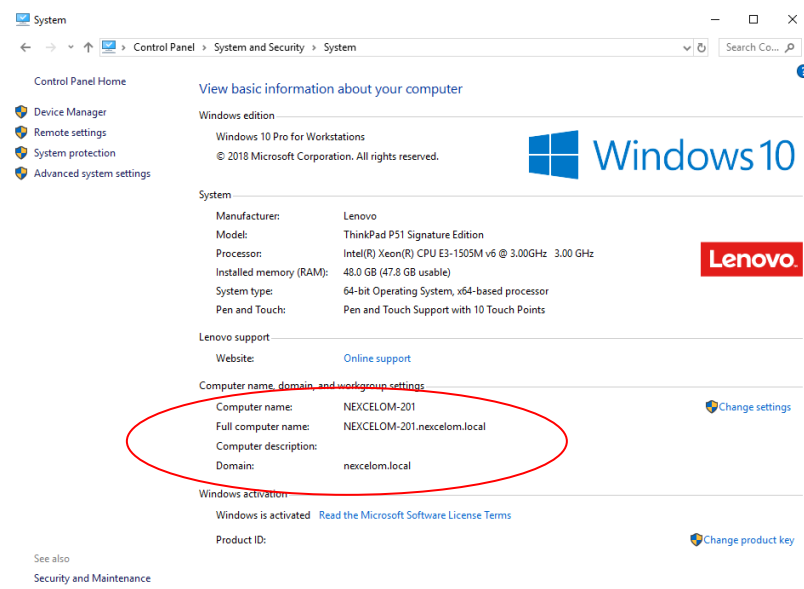 System
Control Panel > System and Security > System
Search Co...
Control Panel Home
Device Manager
Remote settings
System protection
Advanced system settings
View basic information about your computer
Windows edition
Windows 10 Pro for Workstations
© 2018 Microsoft Corporation. All rights reserved.
Windows 10
System
Manufacturer: Lenovo
Model: ThinkPad P51 Signature Edition
Processor: Intel(R) Xeon(R) CPU E3-1505M v6 @ 3.00GHz 3.00 GHz
Installed memory (RAM): 48.0 GB (47.8 GB usable)
System type: 64-bit Operating System, x64-based processor
Pen and Touch: Pen and Touch Support with 10 Touch Points
Lenovo.
Lenovo support
Website: Online support
Computer name, domain, and workgroup settings
Computer name: NEXCELOM-201
Change settings
Full computer name: NEXCELOM-201.nexcelom.local
Computer description:
Domain: nexcelom.local
Windows activation
Windows is activated Read the Microsoft Software License Terms
Product ID:
Change product key
See also
Security and Maintenance